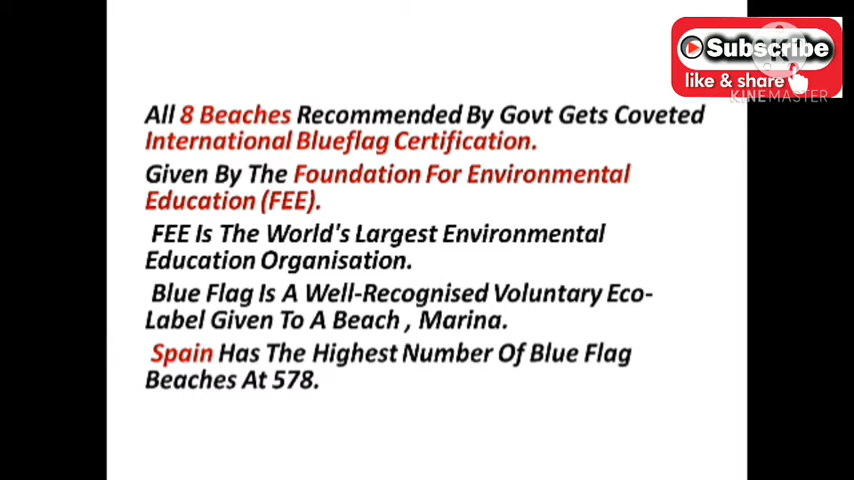 Subscribe
like & share
KINEMASTER
All 8 Beaches Recommended By Govt Gets Coveted
International Blueflag Certification.
Given By The Foundation For Environmental
Education (FEE).
FEE Is The World's Largest Environmental
Education Organisation.
Blue Flag Is A Well-Recognised Voluntary Eco-
Label Given To A Beach , Marina.
Spain Has The Highest Number Of Blue Flag
Beaches At 578.